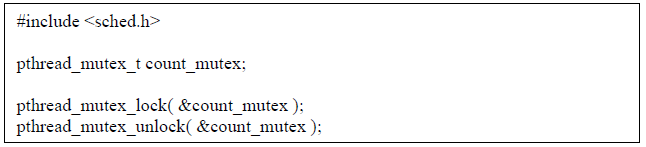 #include <sched.h>
pthread_mutex_t count_mutex;
pthread_mutex_lock( &count_mutex );
pthread_mutex_unlock( &count_mutex );